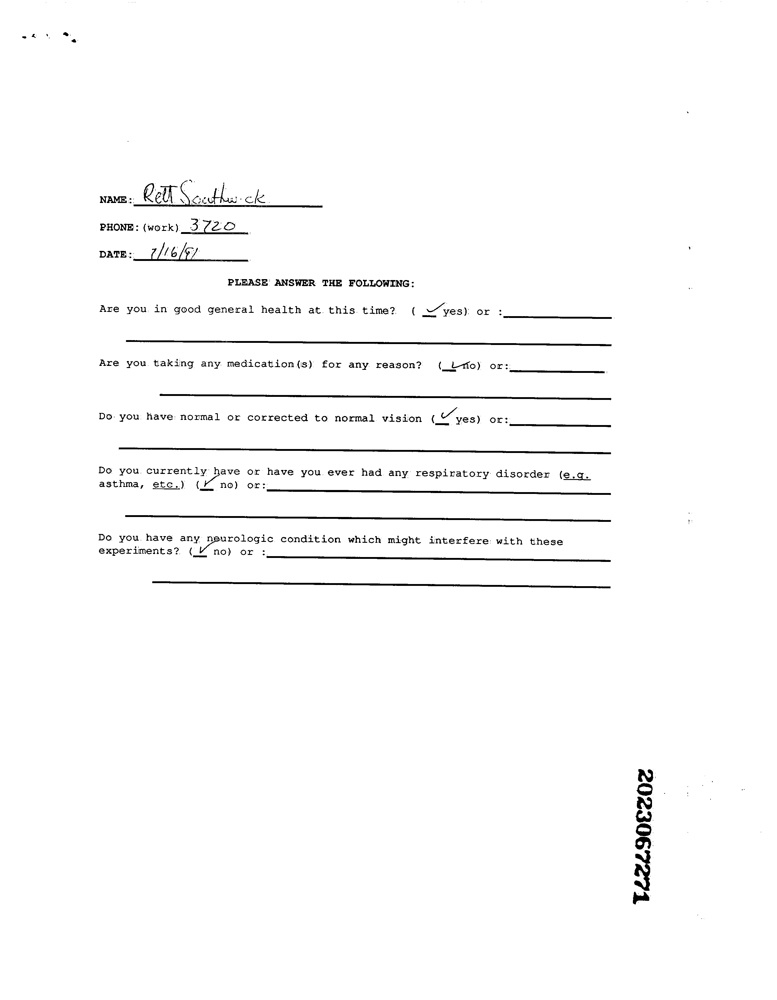 NAME: Rett Southwick
PHONE: (work) 3720
DATE: 7/16/91
PLEASE ANSWER THE FOLLOWING:
Are you in good general health at this time? ( ✓ yes) or :
Are you taking any medication(s) for any reason? ( ✓ no) or:
Do you have normal or corrected to normal vision ( ✓ yes) or:
Do you currently have or have you ever had any respiratory disorder (e.g.
asthma, etc.) ( ✓ no) or:
Do you have any neurologic condition which might interfere with these
experiments? ( ✓ no) or :
2023067271